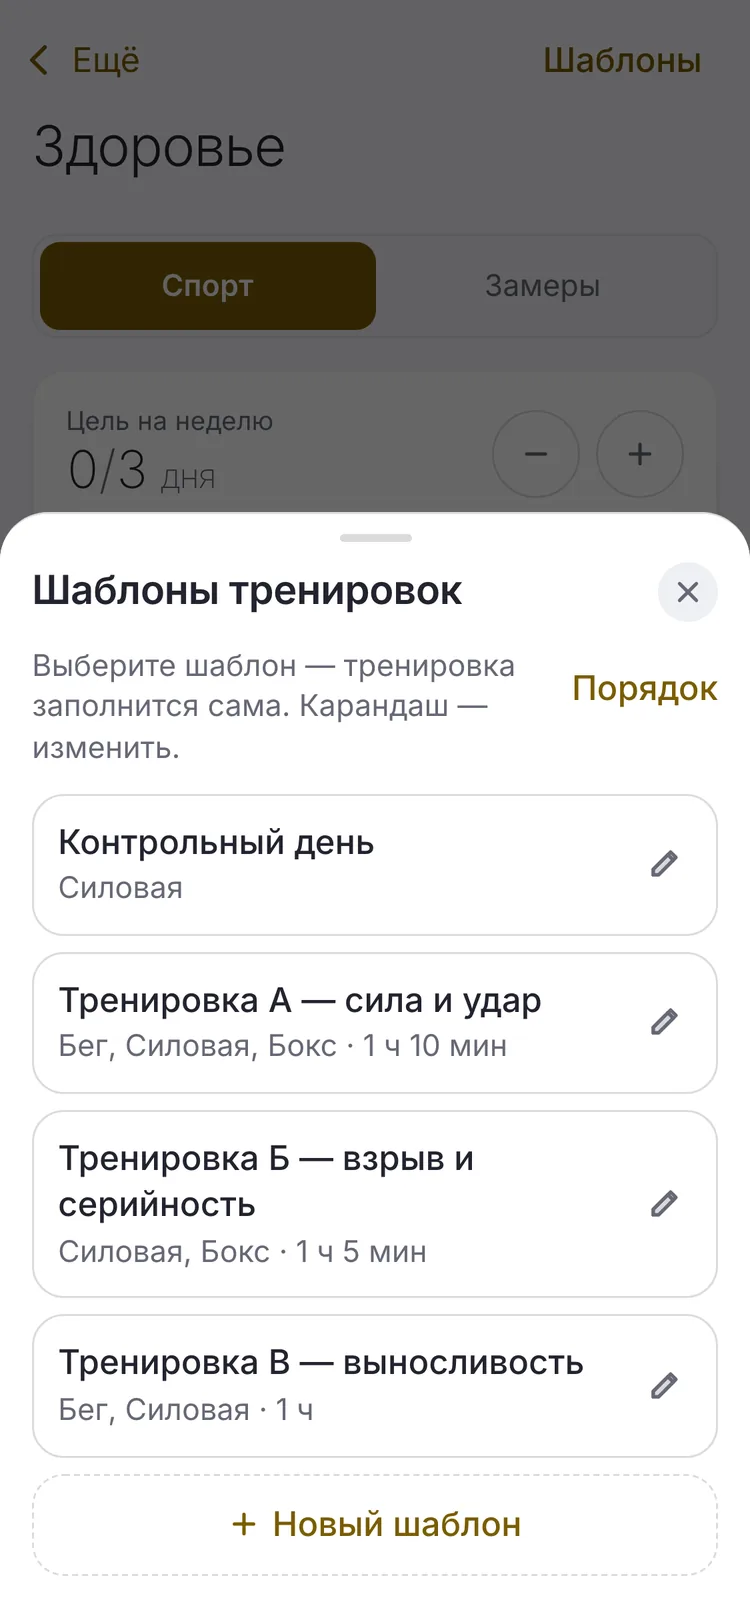 Ещё
Шаблоны
Здоровье
Спорт
Замеры
Цель на неделю
0/3 дня
Шаблоны тренировок
Выберите шаблон — тренировка
заполнится сама. Карандаш —
изменить.
Порядок
Контрольный день
Силовая
Тренировка А — сила и удар
Бег, Силовая, Бокс · 1 ч 10 мин
Тренировка Б — взрыв и
серийность
Силовая, Бокс · 1 ч 5 мин
Тренировка В — выносливость
Бег, Силовая · 1 ч
+ Новый шаблон